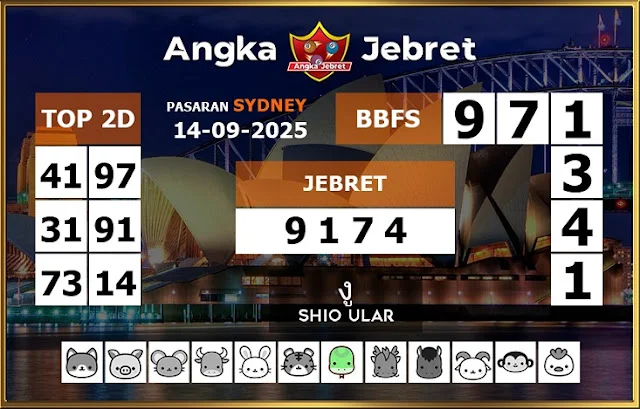 Angka Jebret
Angka Jebret
TOP 2D
PASARAN SYDNEY
14-09-2025
BBFS
9 7 1
3
4
1
41 97
31 91
73 14
JEBRET
9 1 7 4
งู
SHIO ULAR